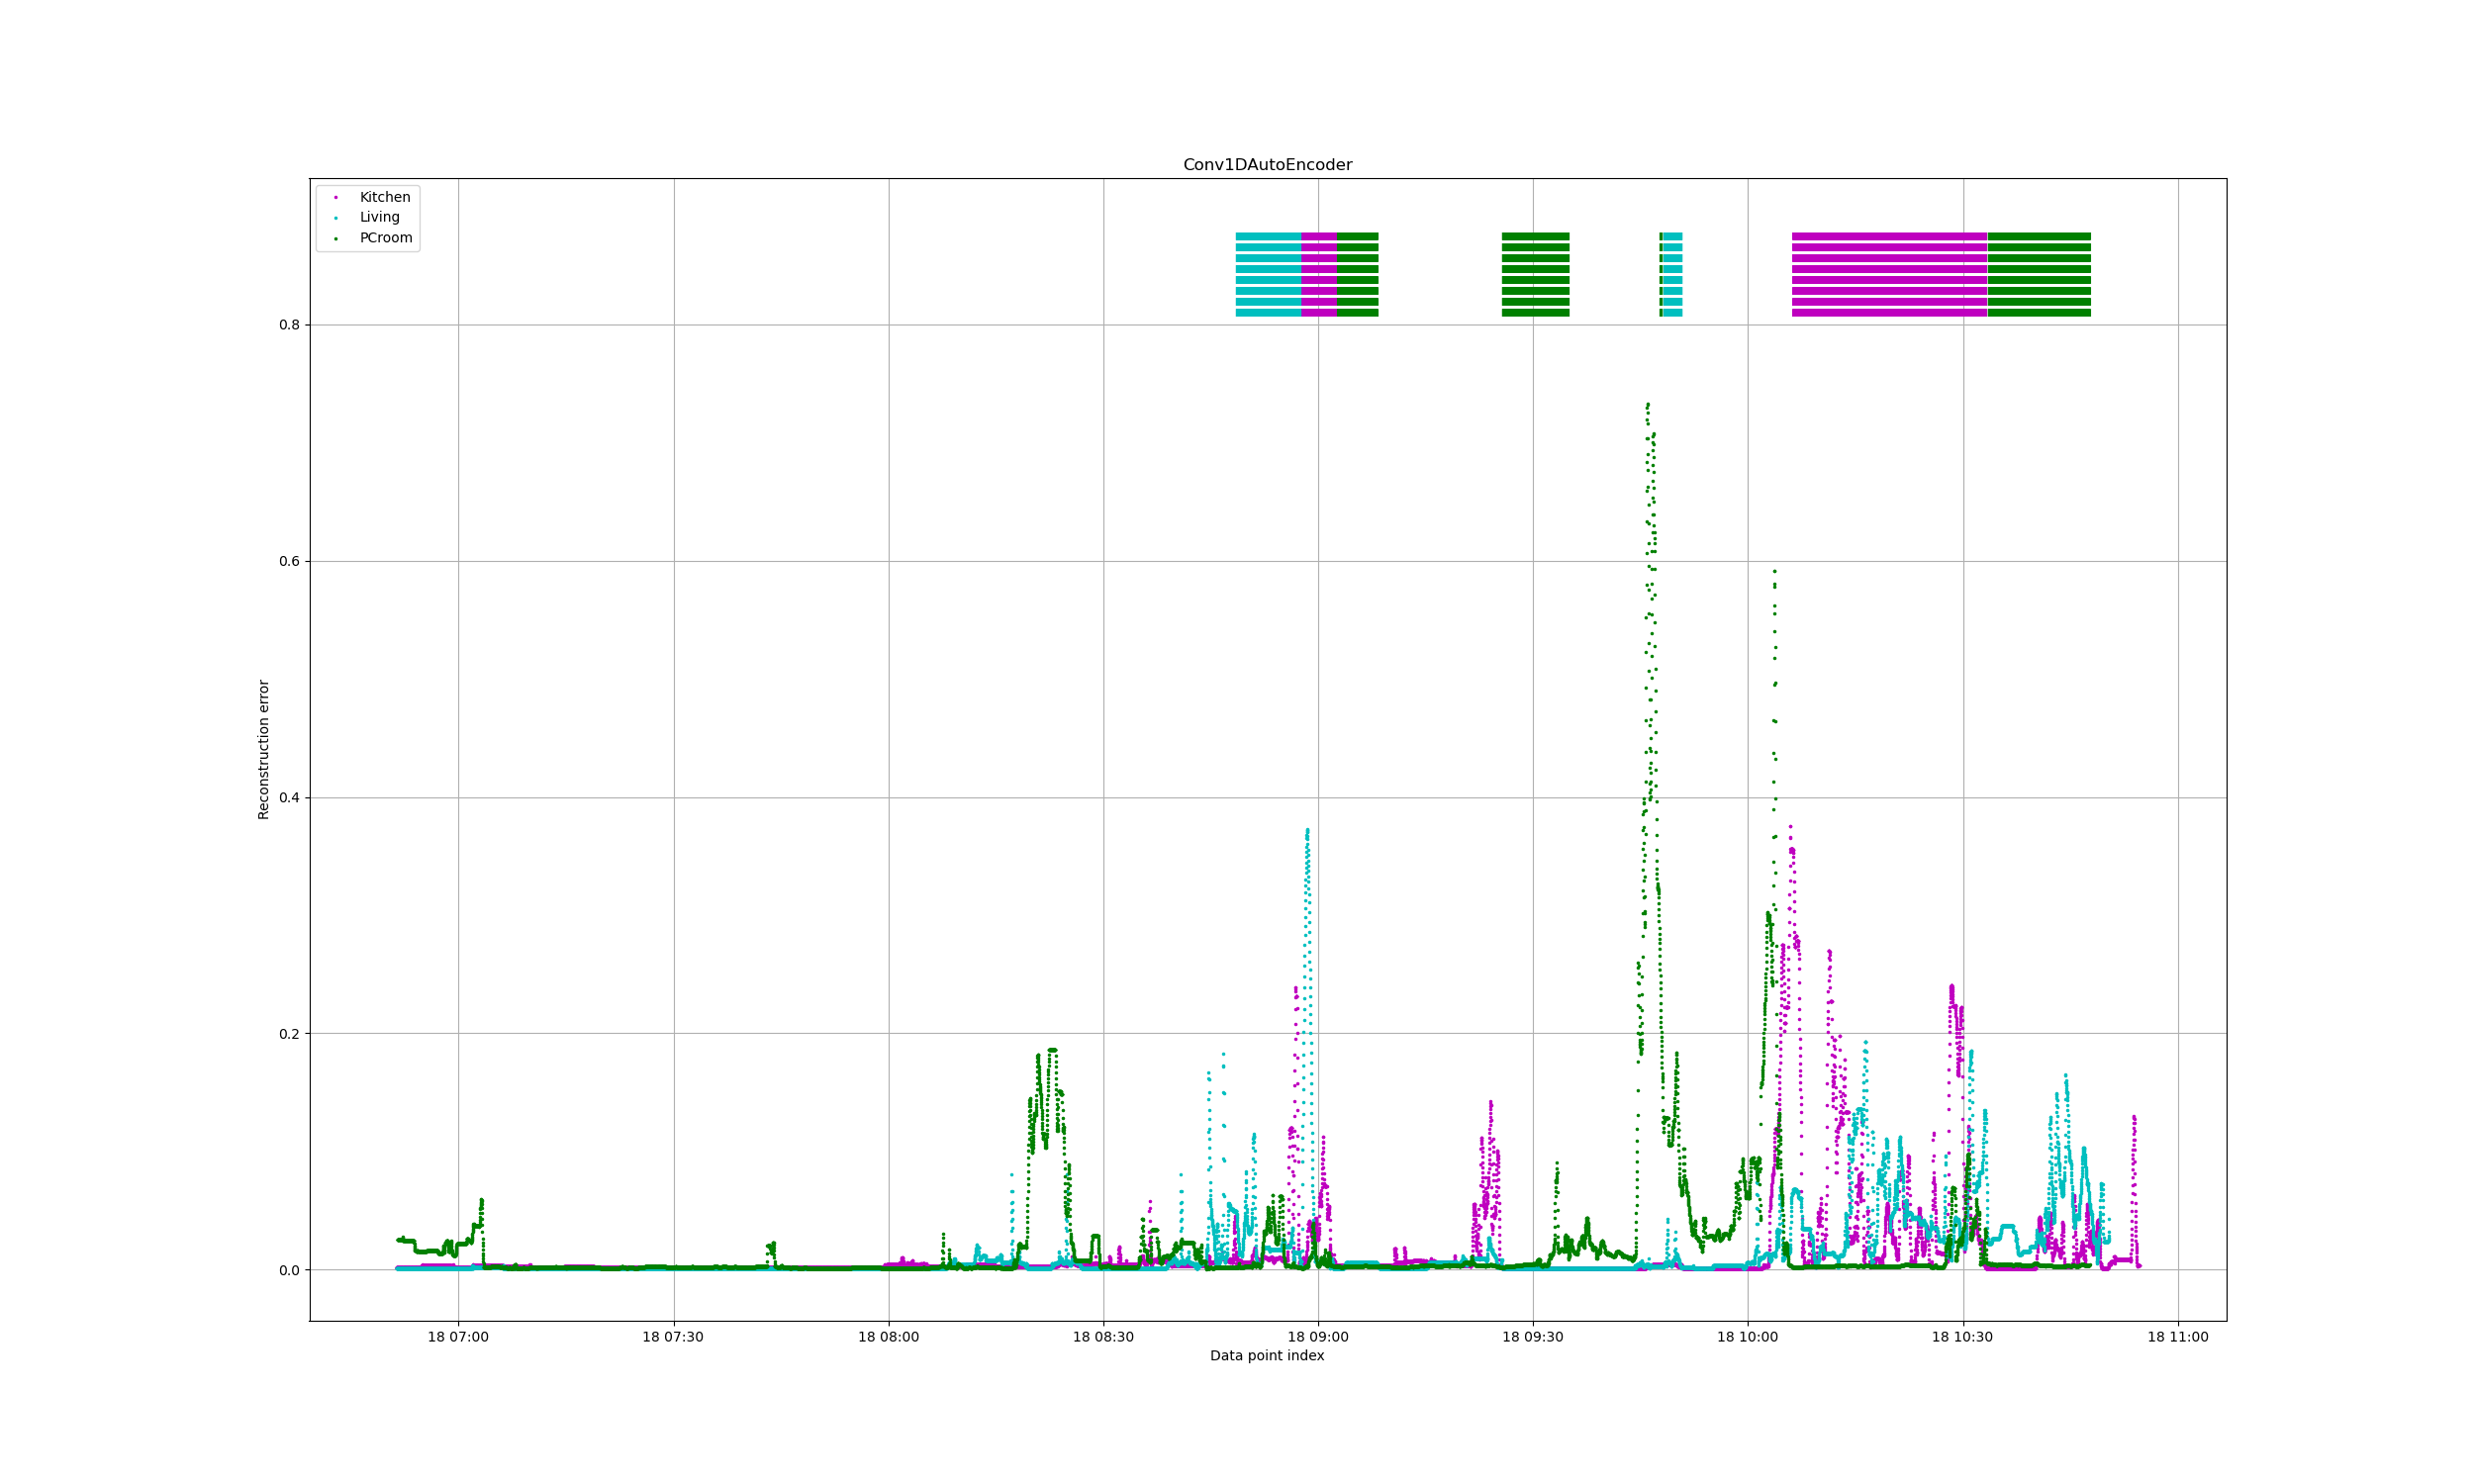 Conv1DAutoEncoder
Kitchen
Living
PCroom
0.8
0.6
0.4
0.2
0.0
Reconstruction error
18 07:00 18 07:30 18 08:00 18 08:30 18 09:00 18 09:30 18 10:00 18 10:30 18 11:00
Data point index